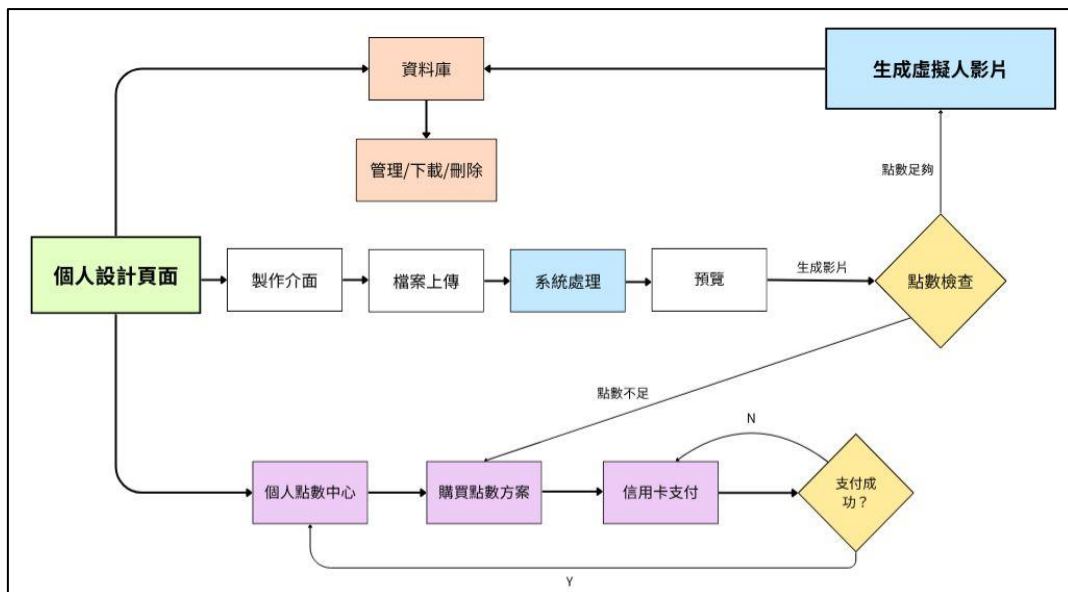 資料庫
生成虛擬人影片
管理/下載/刪除
點數足夠
個人設計頁面
製作介面
檔案上傳
系統處理
預覽
生成影片
點數檢查
點數不足
N
個人點數中心
購買點數方案
信用卡支付
支付成
功？
Y